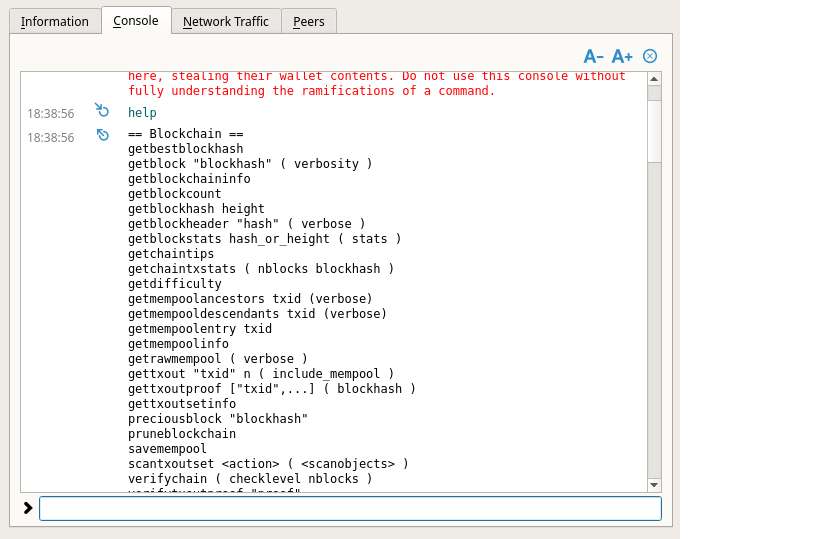 Information Console Network Traffic Peers
A- A+
here, stealing their wallet contents. Do not use this console without
fully understanding the ramifications of a command.
18:38:56 help
18:38:56 == Blockchain ==
getbestblockhash
getblock "blockhash" ( verbosity )
getblockchaininfo
getblockcount
getblockhash height
getblockheader "hash" ( verbose )
getblockstats hash_or_height ( stats )
getchaintips
getchaintxstats ( nblocks blockhash )
getdifficulty
getmempoolancestors txid (verbose)
getmempooldescendants txid (verbose)
getmempoolentry txid
getmempoolinfo
getrawmempool ( verbose )
gettxout "txid" n ( include_mempool )
gettxoutproof ["txid",...] ( blockhash )
gettxoutsetinfo
preciousblock "blockhash"
pruneblockchain
savemempool
scantxoutset <action> ( <scanobjects> )
verifychain ( checklevel nblocks )
verifytxoutproof "proof"